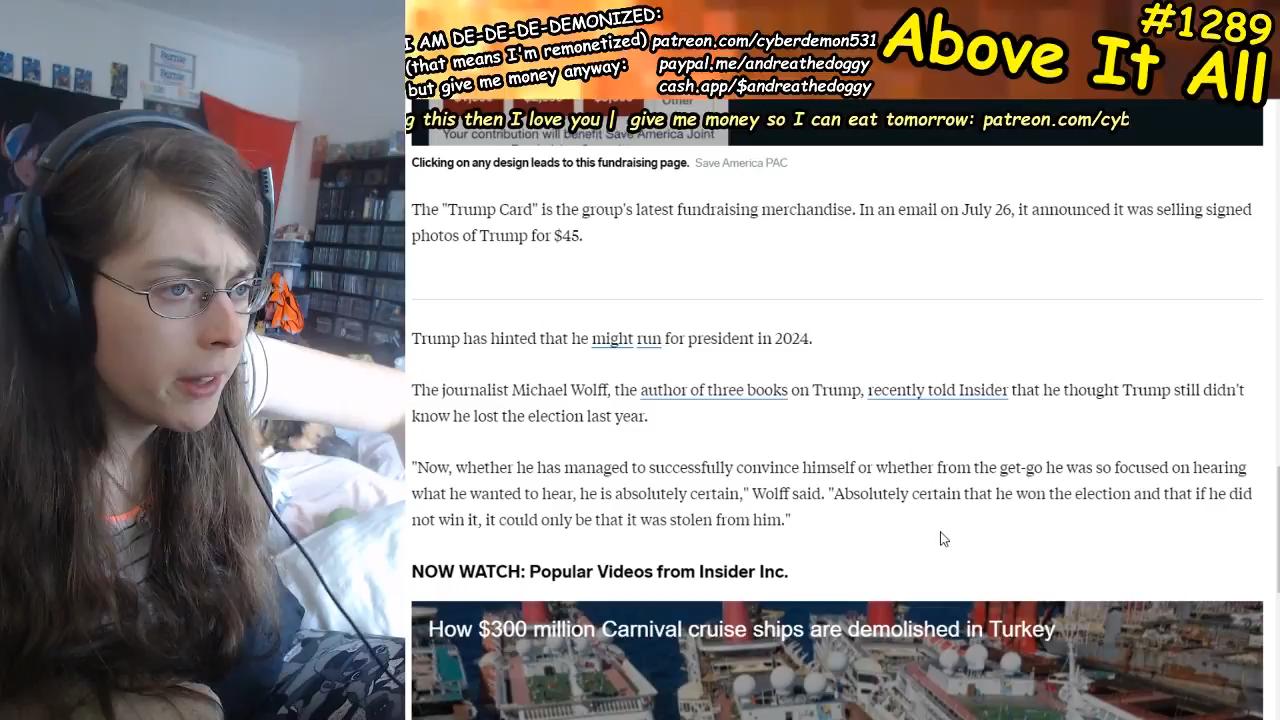 I AM DE-DE-DE-DEMONIZED:
(that means I'm remonetized)
but give me money anyway:
patreon.com/cyberdemon531
paypal.me/andreathedoggy
cash.app/$andreathedoggy
#1289
Above It All
Other
g this then I love you | give me money so I can eat tomorrow: patreon.com/cyb
Your contribution will benefit Save America Joint
Clicking on any design leads to this fundraising page. Save America PAC
The "Trump Card" is the group's latest fundraising merchandise. In an email on July 26, it announced it was selling signed
photos of Trump for $45.
Trump has hinted that he might run for president in 2024.
The journalist Michael Wolff, the author of three books on Trump, recently told Insider that he thought Trump still didn't
know he lost the election last year.
"Now, whether he has managed to successfully convince himself or whether from the get-go he was so focused on hearing
what he wanted to hear, he is absolutely certain," Wolff said. "Absolutely certain that he won the election and that if he did
not win it, it could only be that it was stolen from him."
NOW WATCH: Popular Videos from Insider Inc.
How $300 million Carnival cruise ships are demolished in Turkey